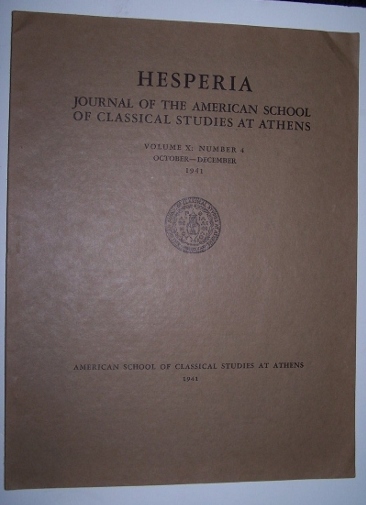 HESPERIA
JOURNAL OF THE AMERICAN SCHOOL
OF CLASSICAL STUDIES AT ATHENS
VOLUME X: NUMBER 4
OCTOBER—DECEMBER
1941
AMERICAN SCHOOL OF CLASSICAL STUDIES AT ATHENS
1941